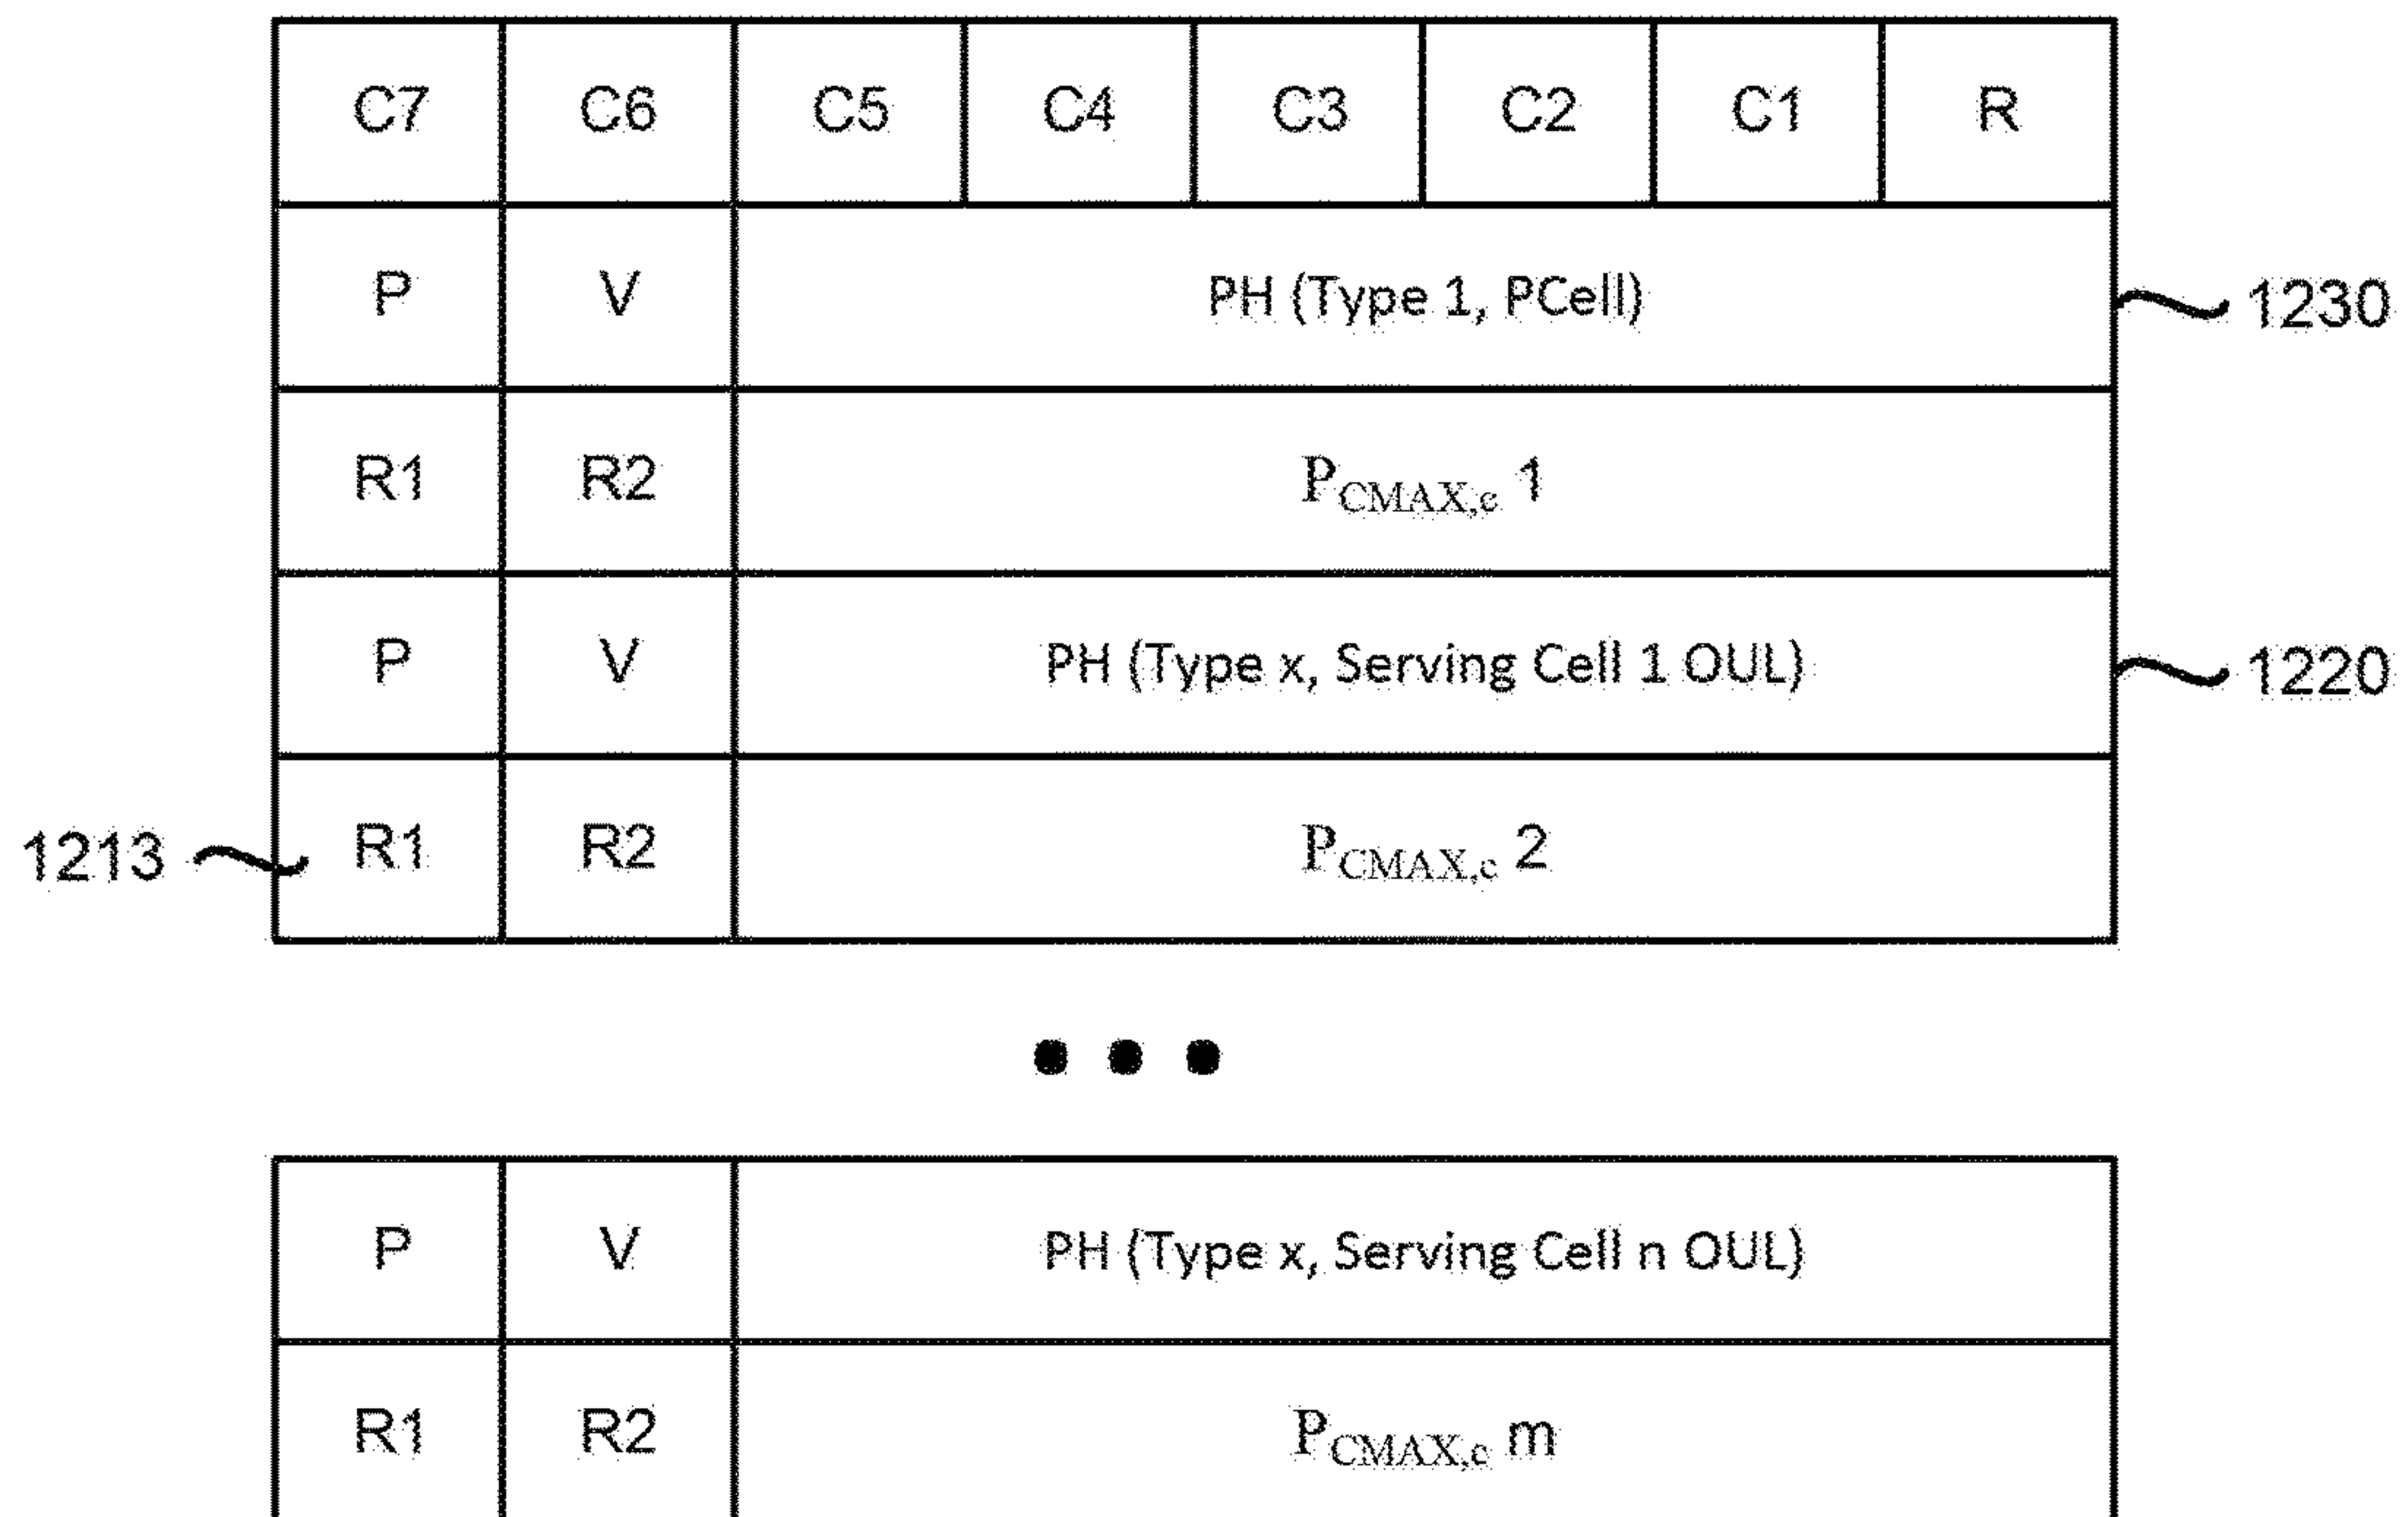 C7 C6 C5 C4 C3 C2 C1 R
P V PH (Type 1, PCell) 1230
R1 R2 PCMAX,c 1
P V PH (Type x, Serving Cell 1 OUL) 1220
1213 R1 R2 PCMAX,c 2
P V PH (Type x, Serving Cell n OUL)
R1 R2 PCMAX,c m